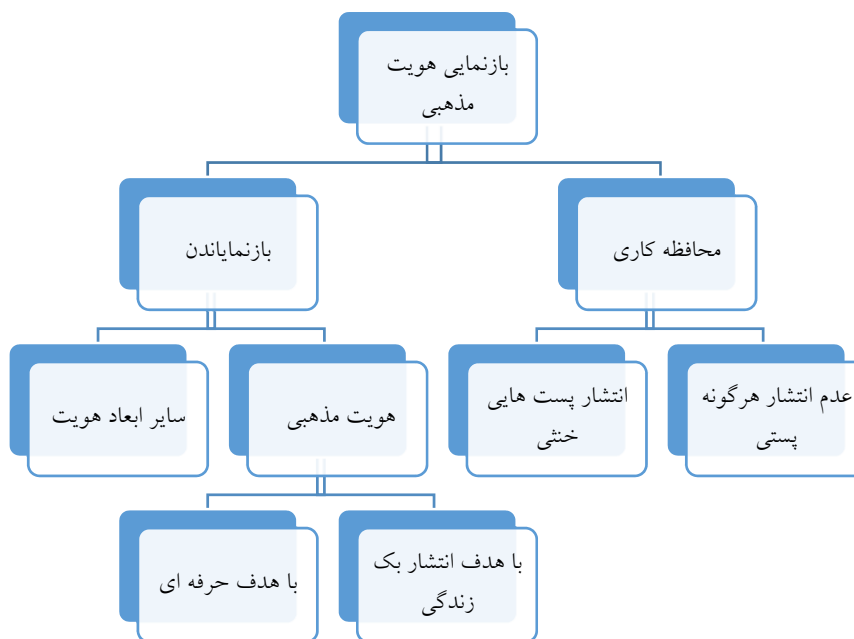 بازنمایی هویت
مذهبی
محافظه کاری
بازنمایاندن
عدم انتشار هرگونه
پستی
انتشار پست هایی
خنثی
هویت مذهبی
سایر ابعاد هویت
با هدف انتشار بک
زندگی
با هدف حرفه ای